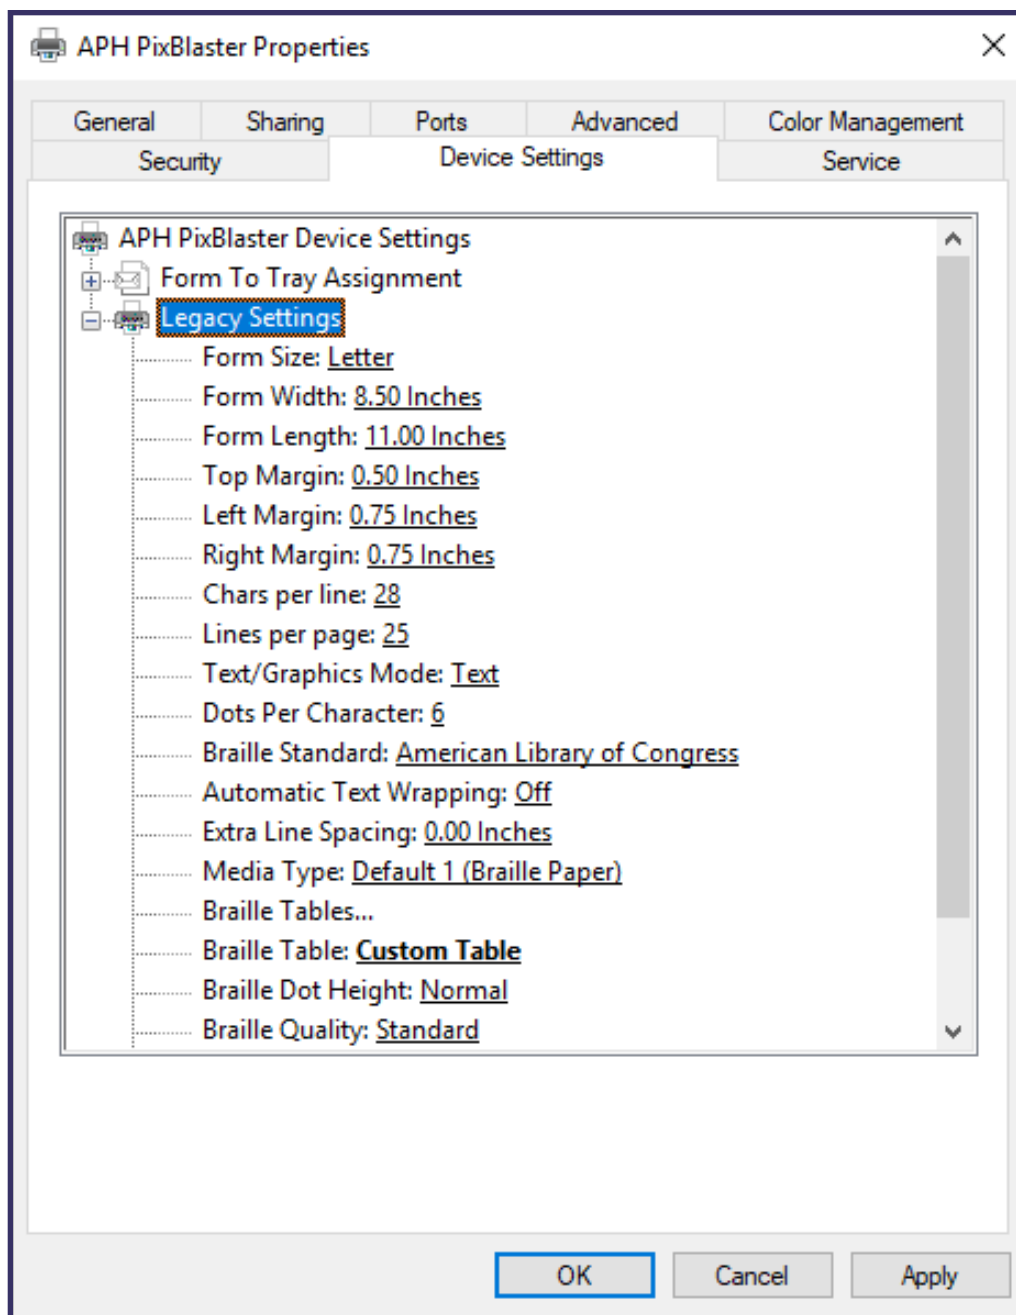 APH PixBlaster Properties
General Sharing Ports Advanced Color Management
Security Device Settings Service
APH PixBlaster Device Settings
Form To Tray Assignment
Legacy Settings
Form Size: Letter
Form Width: 8.50 Inches
Form Length: 11.00 Inches
Top Margin: 0.50 Inches
Left Margin: 0.75 Inches
Right Margin: 0.75 Inches
Chars per line: 28
Lines per page: 25
Text/Graphics Mode: Text
Dots Per Character: 6
Braille Standard: American Library of Congress
Automatic Text Wrapping: Off
Extra Line Spacing: 0.00 Inches
Media Type: Default 1 (Braille Paper)
Braille Tables...
Braille Table: Custom Table
Braille Dot Height: Normal
Braille Quality: Standard
OK Cancel Apply